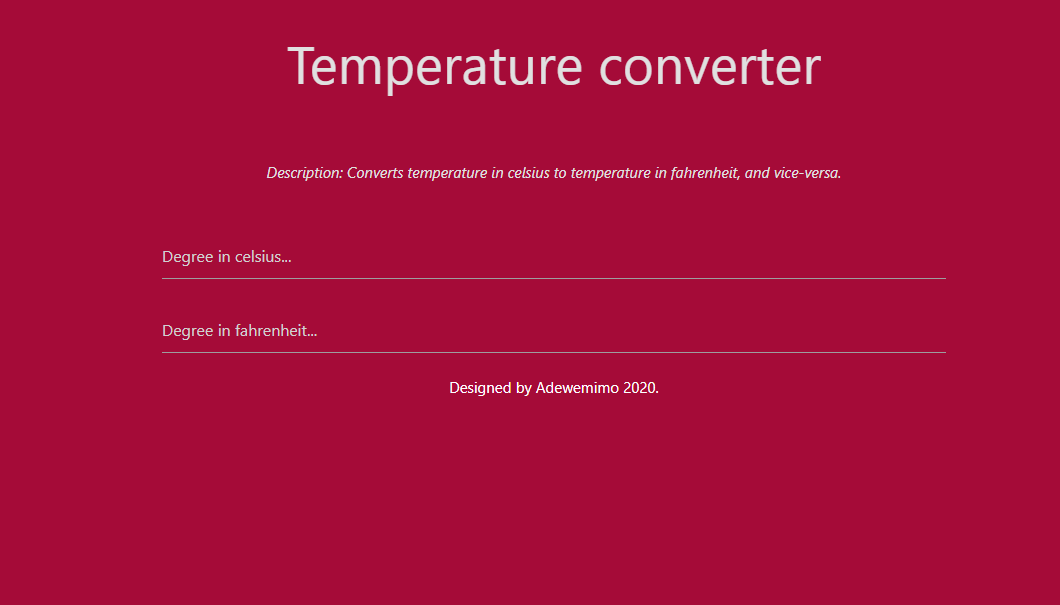 Temperature converter
Description: Converts temperature in celsius to temperature in fahrenheit, and vice-versa.
Degree in celsius...
Degree in fahrenheit...
Designed by Adewemimo 2020.